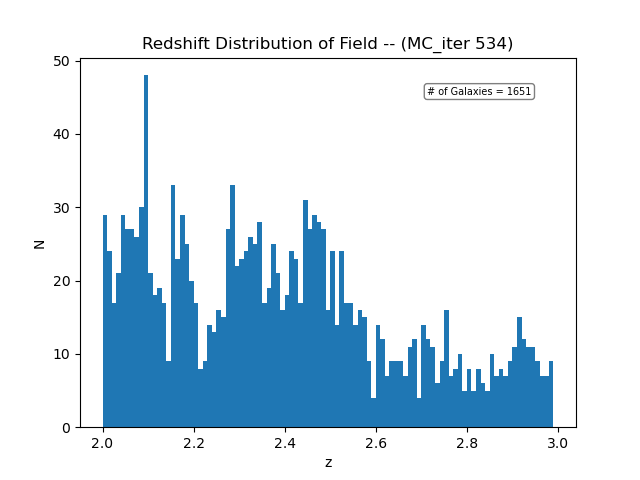 Redshift Distribution of Field -- (MC_iter 534)
# of Galaxies = 1651
50
40
30
20
10
0
N
2.0 2.2 2.4 2.6 2.8 3.0
z